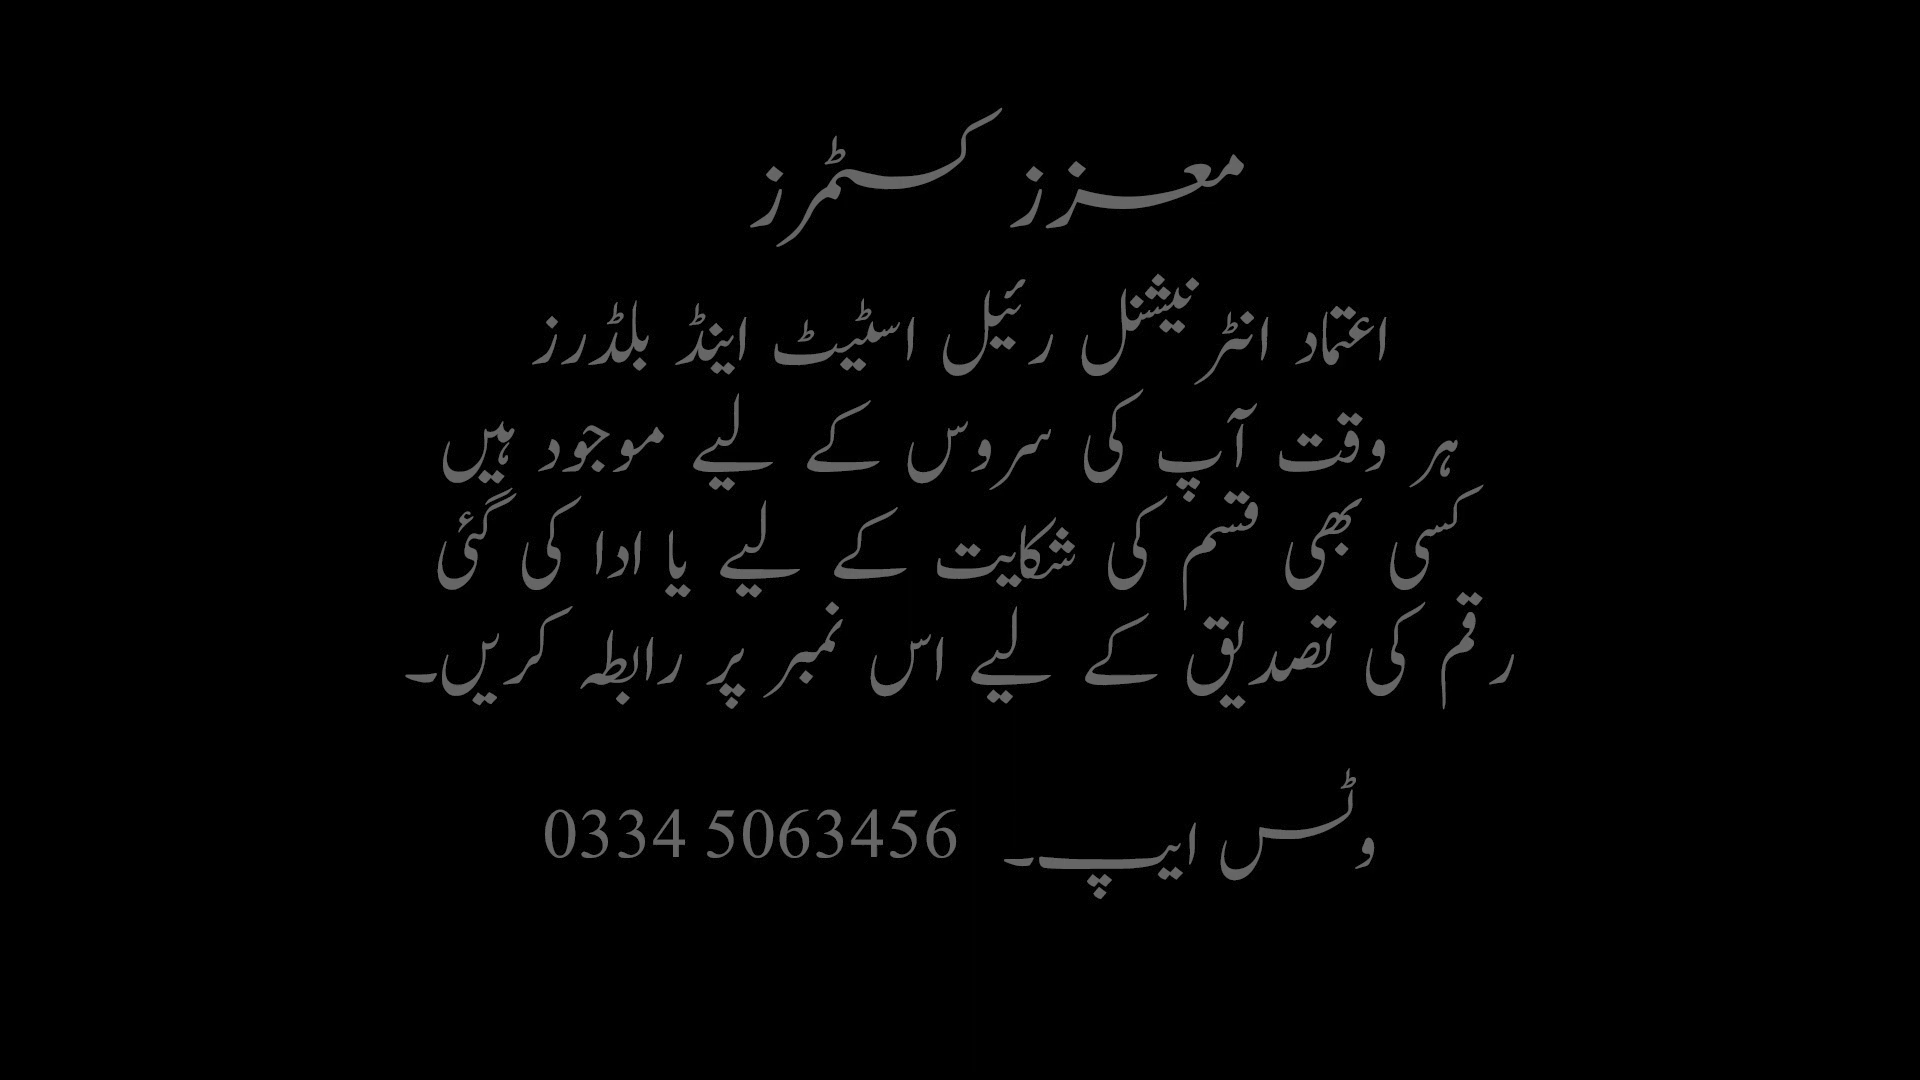 معزز کسٹمرز
اعتماد انٹرنیشنل رئیل اسٹیٹ اینڈ بلڈرز
ہر وقت آپ کی سروس کے لیے موجود ہیں
کسی بھی قسم کی شکایت کے لیے یا ادا کی گئی
رقم کی تصدیق کے لیے اس نمبر پر رابطہ کریں۔
وٹس ایپ۔ 0334 5063456